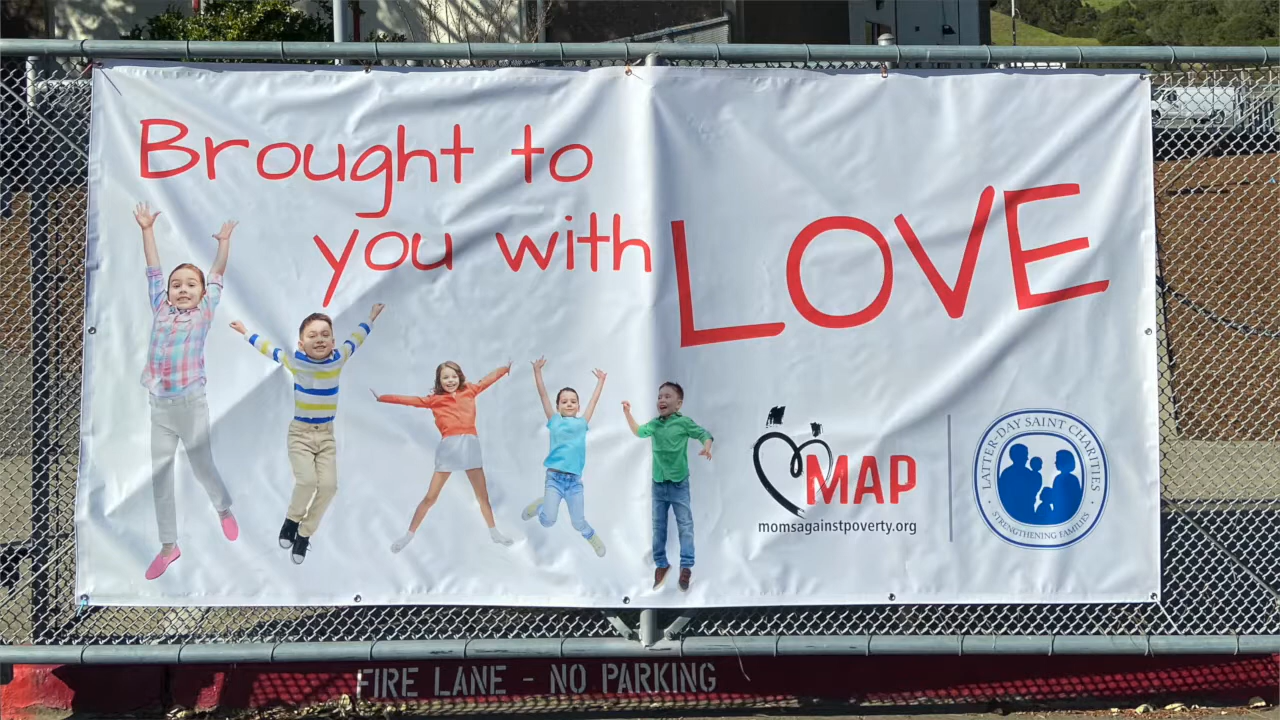 Brought to
you with LOVE
MAP
momsagainstpoverty.org
LATTER-DAY SAINT CHARITIES
· STRENGTHENING FAMILIES ·
FIRE LANE - NO PARKING